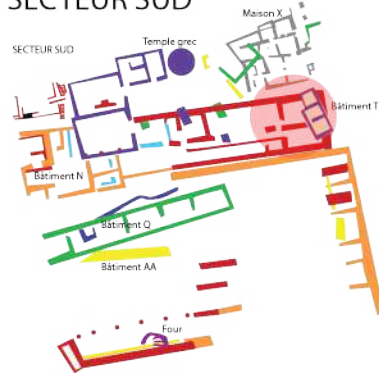 SECTEUR SUD
Maison X
SECTEUR SUD
Temple grec
Bâtiment T
Bâtiment N
Bâtiment Q
Bâtiment AA
Four